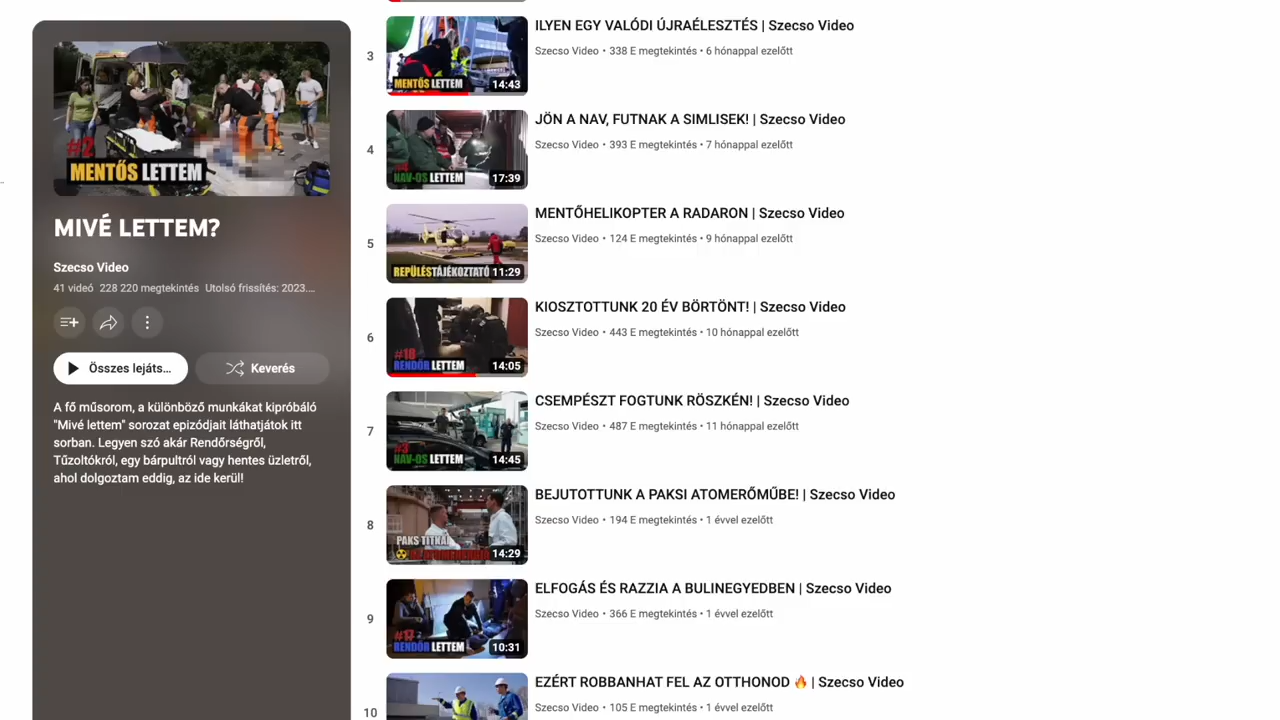 #2
MENTŐS LETTEM
MIVÉ LETTEM?
Szecso Video
41 videó 228 220 megtekintés Utolsó frissítés: 2023....
Összes lejáts...
Keverés
A fő műsorom, a különböző munkákat kipróbáló
"Mivé lettem" sorozat epizódjait láthatjátok itt
sorban. Legyen szó akár Rendőrségről,
Tűzoltókról, egy bárpultról vagy hentes üzletről,
ahol dolgoztam eddig, az ide kerül!
3
MENTŐS LETTEM
14:43
ILYEN EGY VALÓDI ÚJRAÉLESZTÉS | Szecso Video
Szecso Video • 338 E megtekintés • 6 hónappal ezelőtt
4
#4
NAV-OS LETTEM
17:39
JÖN A NAV, FUTNAK A SIMLISEK! | Szecso Video
Szecso Video • 393 E megtekintés • 7 hónappal ezelőtt
5
REPÜLÉSTÁJÉKOZTATÓ
11:29
MENTŐHELIKOPTER A RADARON | Szecso Video
Szecso Video • 124 E megtekintés • 9 hónappal ezelőtt
6
#18
RENDŐR LETTEM
14:05
KIOSZTOTTUNK 20 ÉV BÖRTÖNT! | Szecso Video
Szecso Video • 443 E megtekintés • 10 hónappal ezelőtt
7
#3
NAV-OS LETTEM
14:45
CSEMPÉSZT FOGTUNK RÖSZKÉN! | Szecso Video
Szecso Video • 487 E megtekintés • 11 hónappal ezelőtt
8
PAKS TITKAI
14:29
BEJUTOTTUNK A PAKSI ATOMERŐMŰBE! | Szecso Video
Szecso Video • 194 E megtekintés • 1 évvel ezelőtt
9
#17
RENDŐR LETTEM
10:31
ELFOGÁS ÉS RAZZIA A BULINEGYEDBEN | Szecso Video
Szecso Video • 366 E megtekintés • 1 évvel ezelőtt
10
EZÉRT ROBBANHAT FEL AZ OTTHONOD 🔥 | Szecso Video
Szecso Video • 105 E megtekintés • 1 évvel ezelőtt